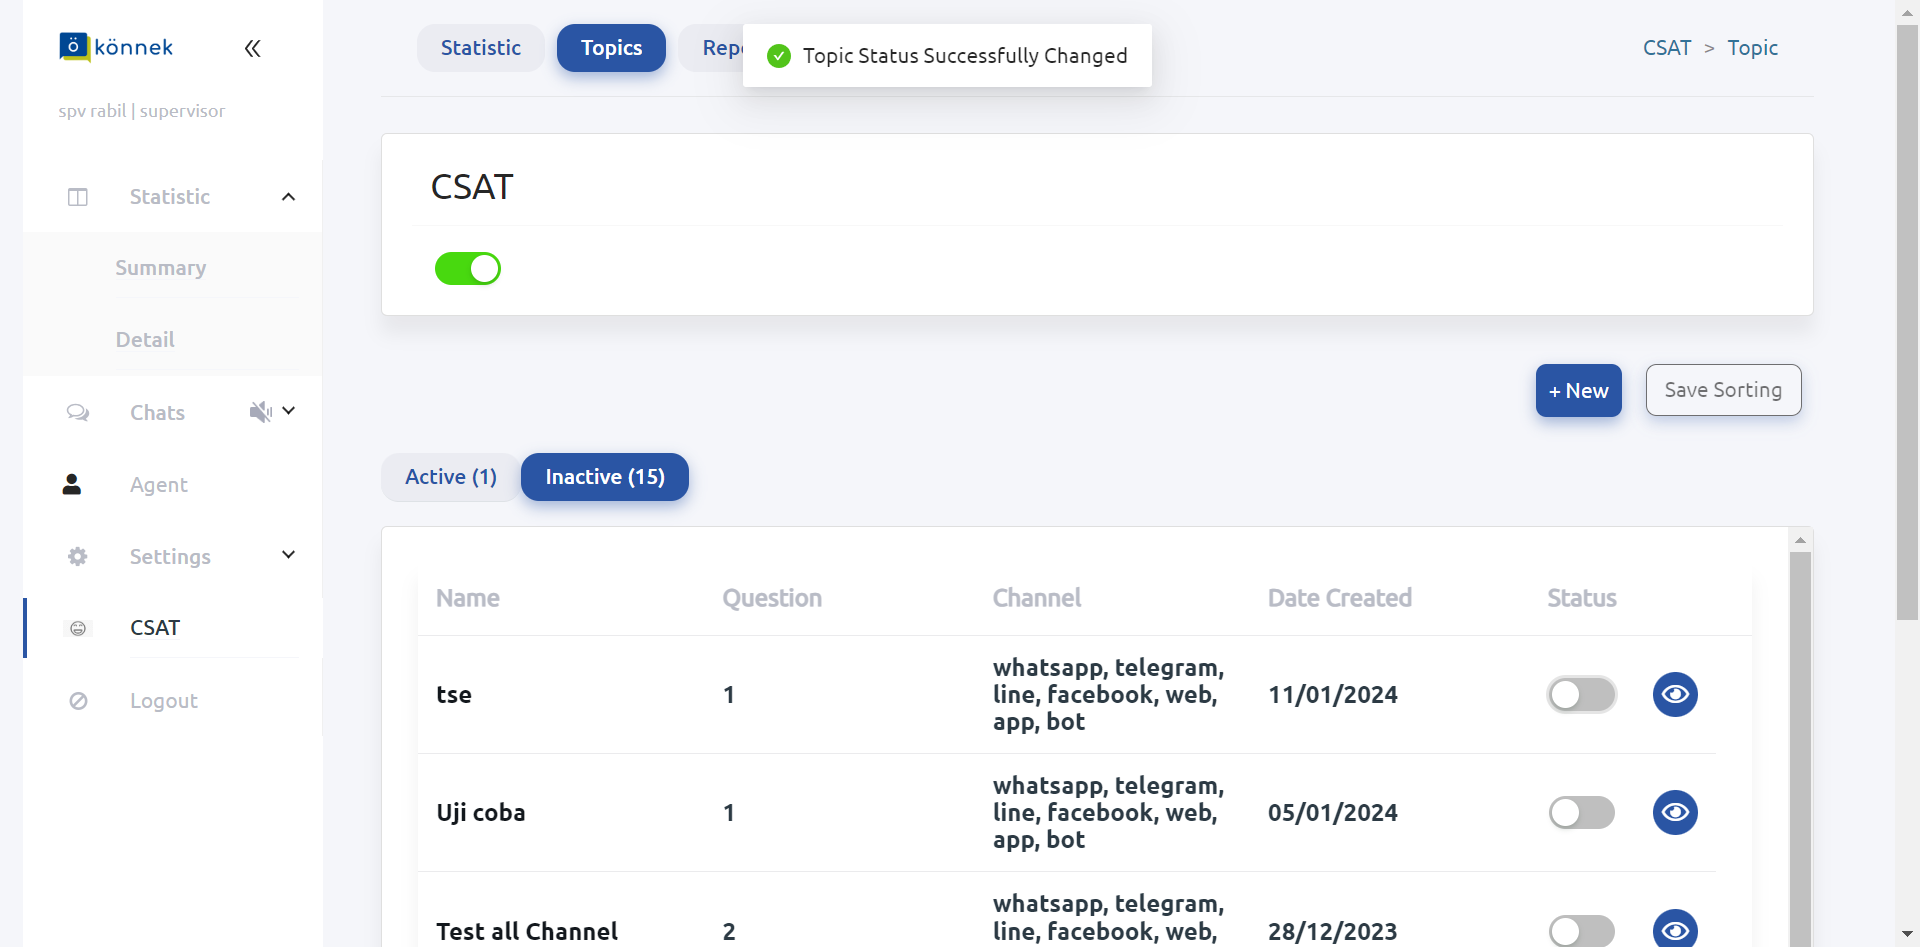 ö könnek
spv rabil | supervisor
Statistic
Summary
Detail
Chats
Agent
Settings
CSAT
Logout
Statistic
Topics
Topic Status Successfully Changed
CSAT > Topic
CSAT
+ New
Save Sorting
Active (1)
Inactive (15)
Name Question Channel Date Created Status
whatsapp, telegram,
tse 1 line, facebook, web, 11/01/2024
app, bot
whatsapp, telegram,
Uji coba 1 line, facebook, web, 05/01/2024
app, bot
whatsapp, telegram,
Test all Channel 2 line, facebook, web, 28/12/2023